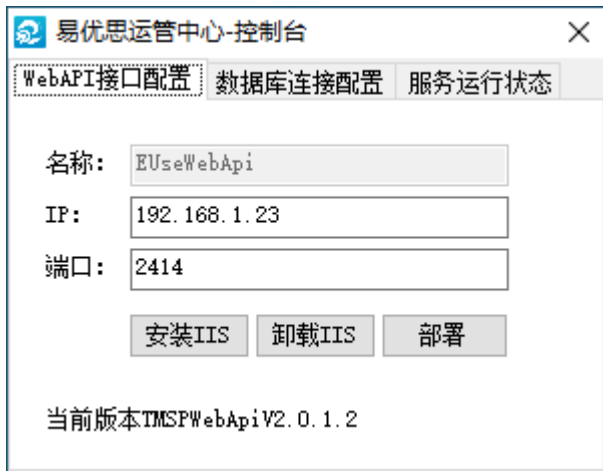 易优思运管中心-控制台
WebAPI接口配置 数据库连接配置 服务运行状态
名称: EUseWebApi
IP: 192.168.1.23
端口: 2414
安装IIS 卸载IIS 部署
当前版本TMSPWebApiV2.0.1.2